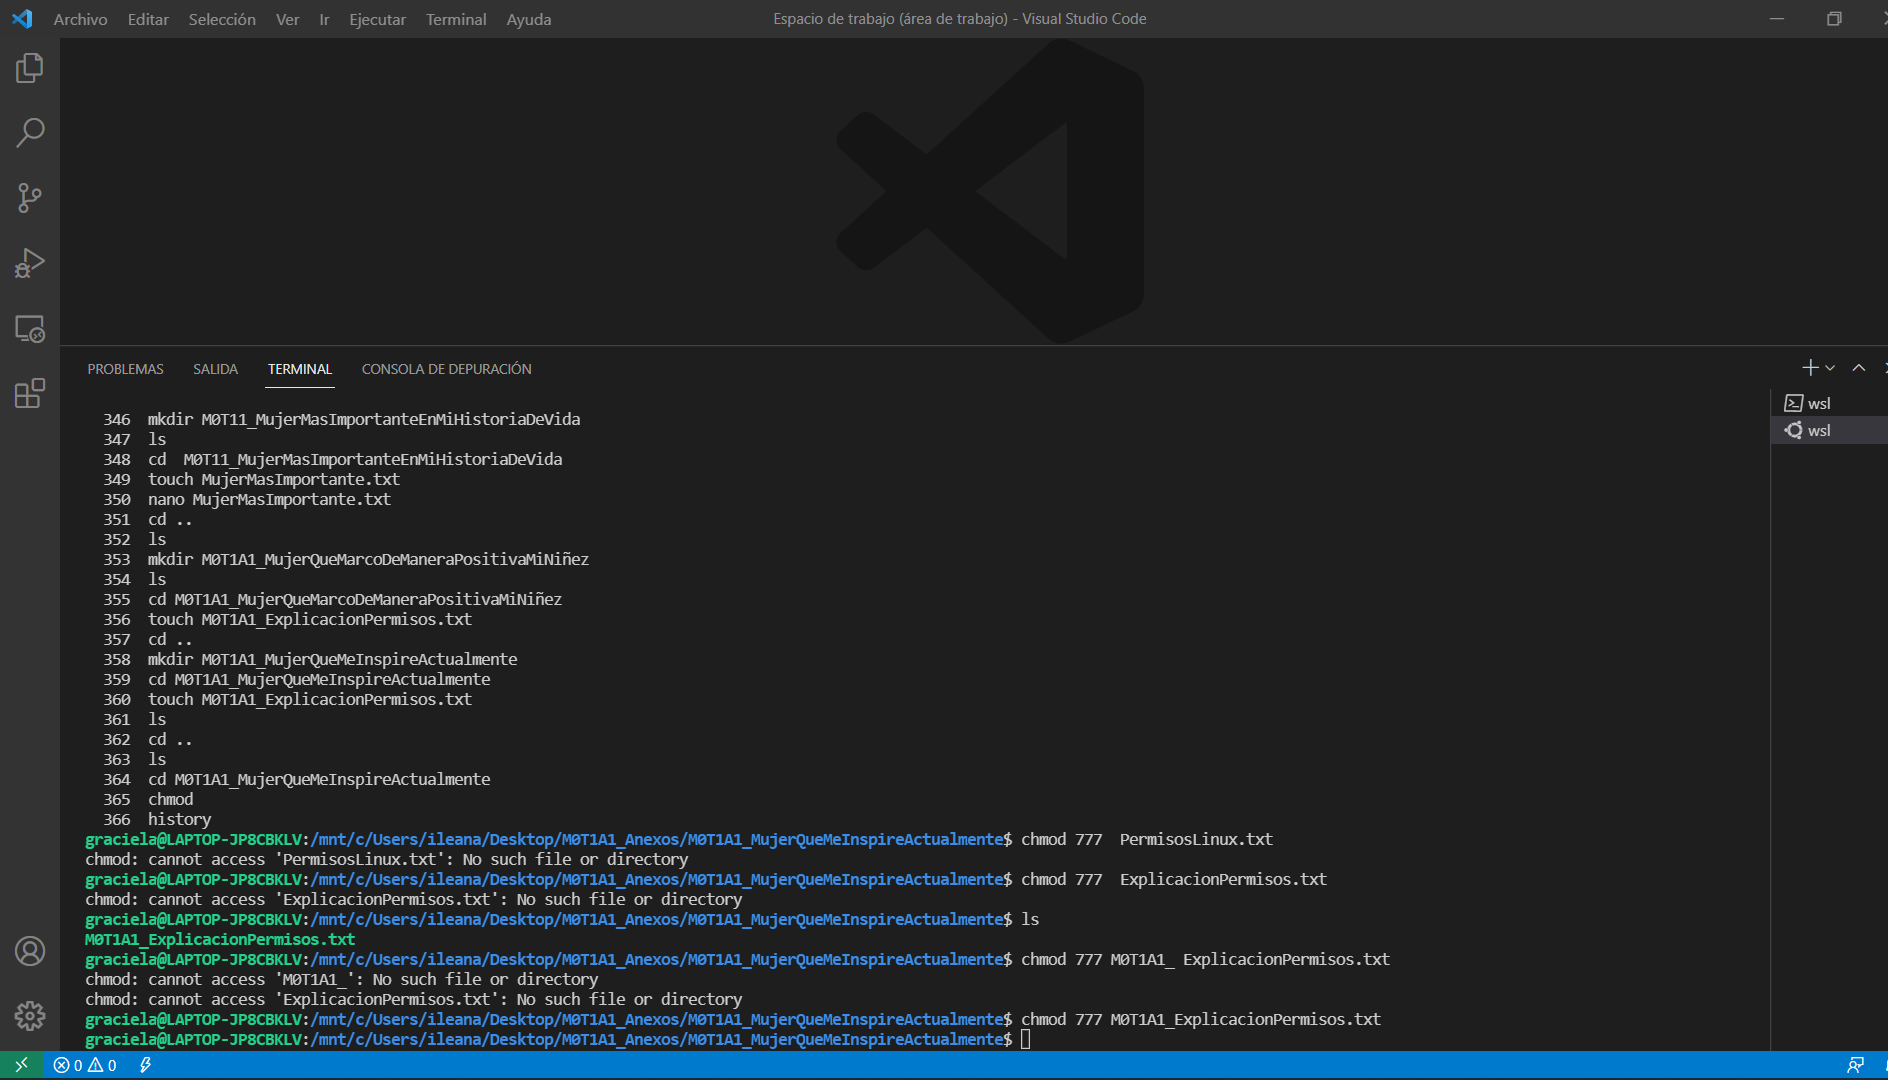 Archivo Editar Selección Ver Ir Ejecutar Terminal Ayuda
Espacio de trabajo (área de trabajo) - Visual Studio Code
PROBLEMAS SALIDA TERMINAL CONSOLA DE DEPURACIÓN
wsl
wsl
346 mkdir M0T11_MujerMasImportanteEnMiHistoriaDeVida
347 ls
348 cd  M0T11_MujerMasImportanteEnMiHistoriaDeVida
349 touch MujerMasImportante.txt
350 nano MujerMasImportante.txt
351 cd ..
352 ls
353 mkdir M0T1A1_MujerQueMarcoDeManeraPositivaMiNiñez
354 ls
355 cd M0T1A1_MujerQueMarcoDeManeraPositivaMiNiñez
356 touch M0T1A1_ExplicacionPermisos.txt
357 cd ..
358 mkdir M0T1A1_MujerQueMeInspireActualmente
359 cd M0T1A1_MujerQueMeInspireActualmente
360 touch M0T1A1_ExplicacionPermisos.txt
361 ls
362 cd ..
363 ls
364 cd M0T1A1_MujerQueMeInspireActualmente
365 chmod
366 history
graciela@LAPTOP-JP8CBKLV:/mnt/c/Users/ileana/Desktop/M0T1A1_Anexos/M0T1A1_MujerQueMeInspireActualmente$ chmod 777  PermisosLinux.txt
chmod: cannot access 'PermisosLinux.txt': No such file or directory
graciela@LAPTOP-JP8CBKLV:/mnt/c/Users/ileana/Desktop/M0T1A1_Anexos/M0T1A1_MujerQueMeInspireActualmente$ chmod 777  ExplicacionPermisos.txt
chmod: cannot access 'ExplicacionPermisos.txt': No such file or directory
graciela@LAPTOP-JP8CBKLV:/mnt/c/Users/ileana/Desktop/M0T1A1_Anexos/M0T1A1_MujerQueMeInspireActualmente$ ls
M0T1A1_ExplicacionPermisos.txt
graciela@LAPTOP-JP8CBKLV:/mnt/c/Users/ileana/Desktop/M0T1A1_Anexos/M0T1A1_MujerQueMeInspireActualmente$ chmod 777 M0T1A1_ ExplicacionPermisos.txt
chmod: cannot access 'M0T1A1_': No such file or directory
chmod: cannot access 'ExplicacionPermisos.txt': No such file or directory
graciela@LAPTOP-JP8CBKLV:/mnt/c/Users/ileana/Desktop/M0T1A1_Anexos/M0T1A1_MujerQueMeInspireActualmente$ chmod 777 M0T1A1_ExplicacionPermisos.txt
graciela@LAPTOP-JP8CBKLV:/mnt/c/Users/ileana/Desktop/M0T1A1_Anexos/M0T1A1_MujerQueMeInspireActualmente$
0 0